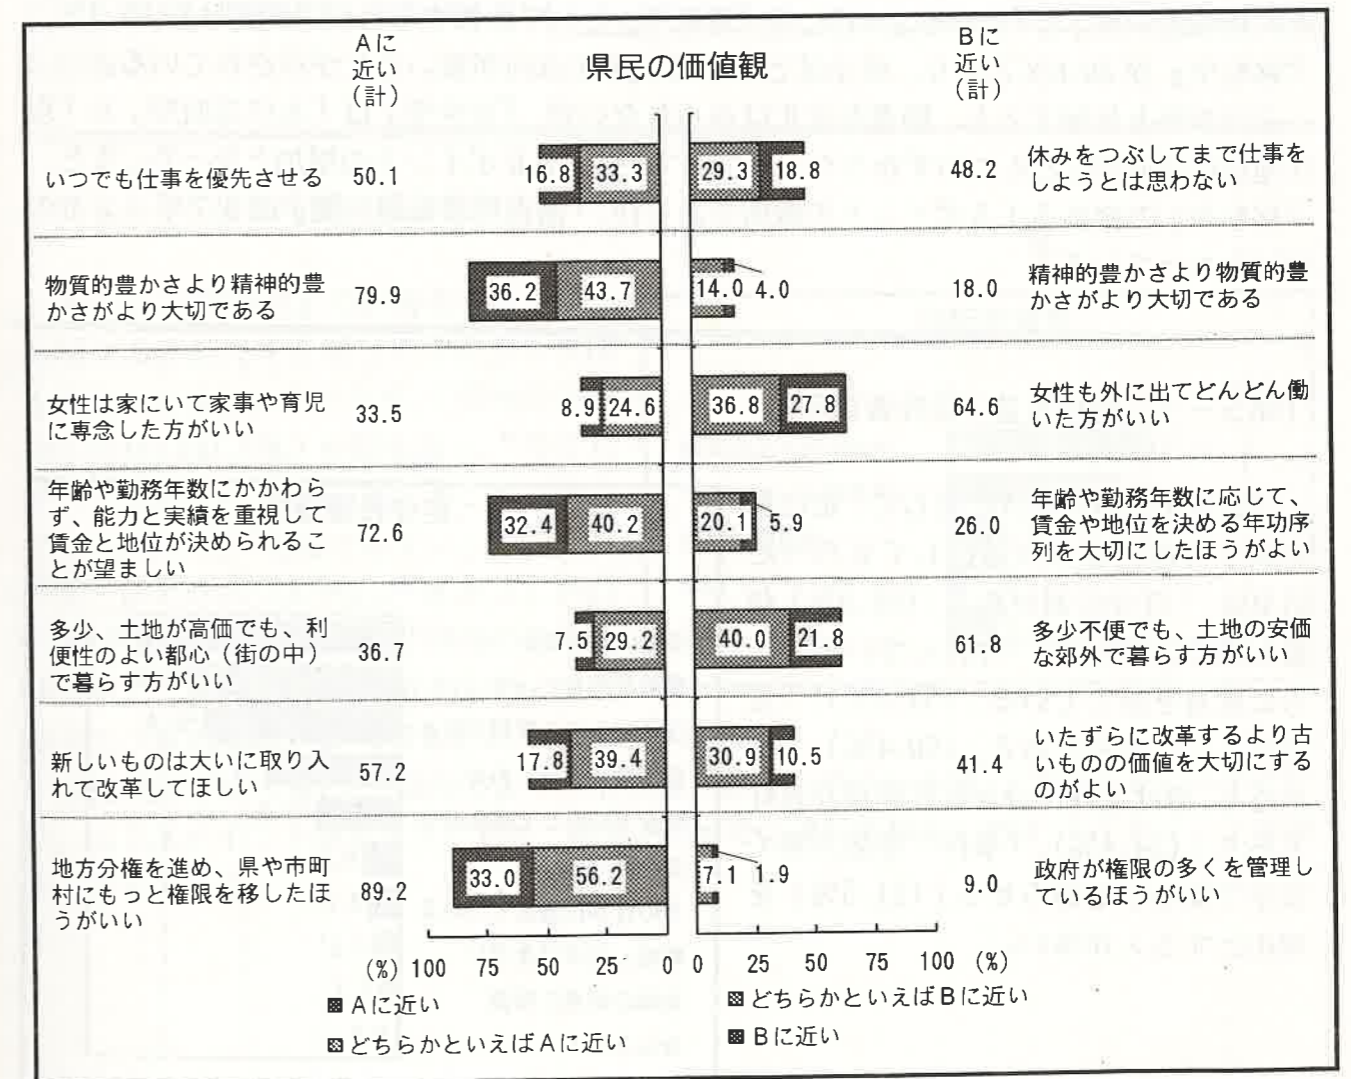 県民の価値観
Aに
近い
（計）
Bに
近い
（計）
いつでも仕事を優先させる
50.1
16.8
33.3
29.3
18.8
48.2
休みをつぶしてまで仕事を
しようとは思わない
物質的豊かさより精神的豊
かさがより大切である
79.9
36.2
43.7
14.0
4.0
18.0
精神的豊かさより物質的豊
かさがより大切である
女性は家にいて家事や育児
に専念した方がいい
33.5
8.9
24.6
36.8
27.8
64.6
女性も外に出てどんどん働
いた方がいい
年齢や勤務年数にかかわら
ず、能力と実績を重視して
賃金と地位が決められるこ
とが望ましい
72.6
32.4
40.2
20.1
5.9
26.0
年齢や勤務年数に応じて、
賃金や地位を決める年功序
列を大切にしたほうがよい
多少、土地が高価でも、利
便性のよい都心（街の中）
で暮らす方がいい
36.7
7.5
29.2
40.0
21.8
61.8
多少不便でも、土地の安価
な郊外で暮らす方がいい
新しいものは大いに取り入
れて改革してほしい
57.2
17.8
39.4
30.9
10.5
41.4
いたずらに改革するより古
いものの価値を大切にする
のがよい
地方分権を進め、県や市町
村にもっと権限を移したほ
うがいい
89.2
33.0
56.2
7.1
1.9
9.0
政府が権限の多くを管理し
ているほうがいい
(%) 100 75 50 25 0 0 25 50 75 100 (%)
Aに近い
どちらかといえばAに近い
どちらかといえばBに近い
Bに近い